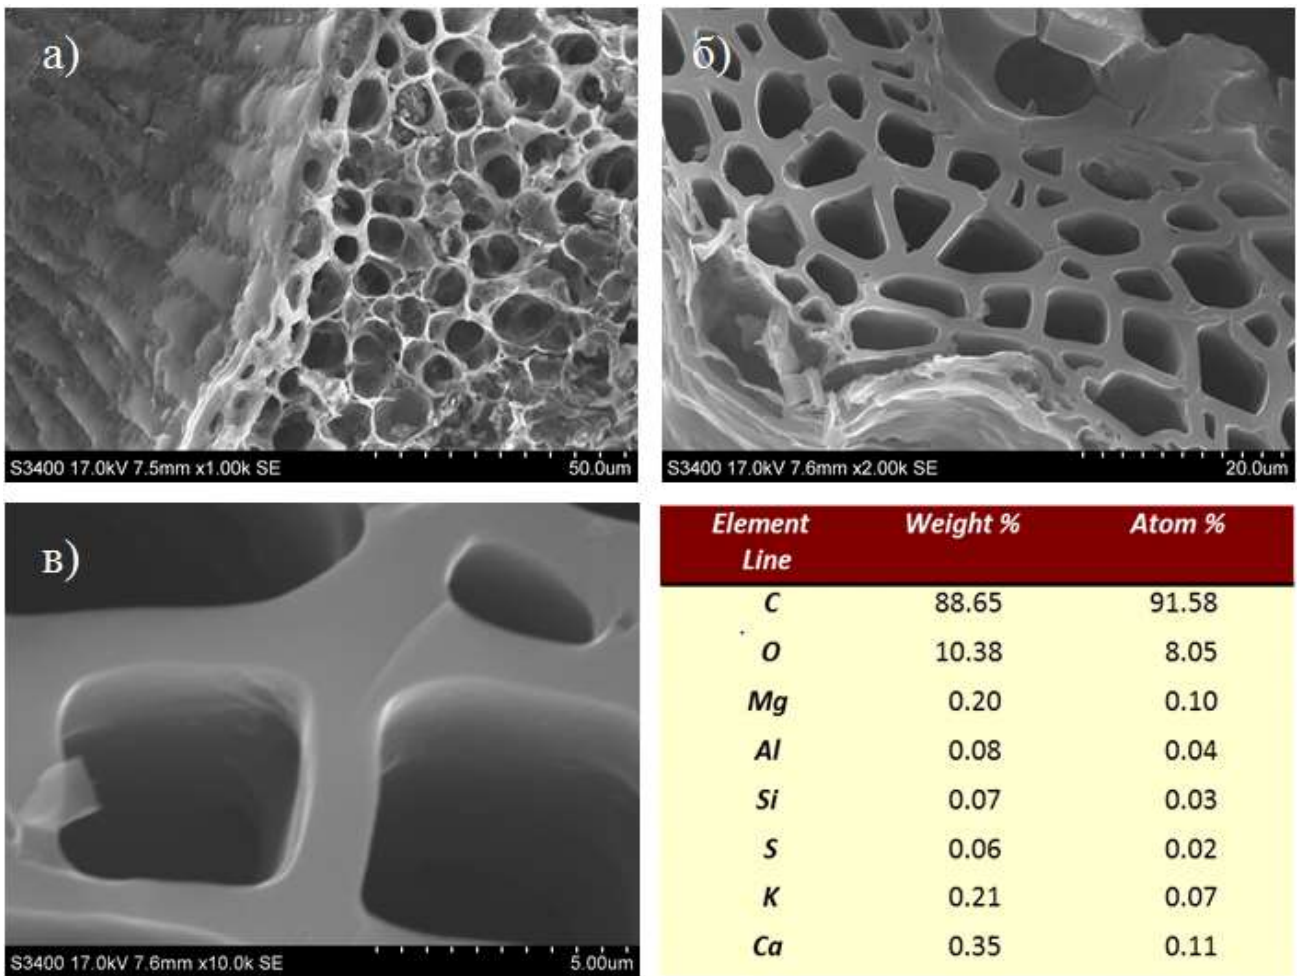 а)
S3400 17.0kV 7.5mm x1.00k SE 50.0um
б)
S3400 17.0kV 7.6mm x2.00k SE 20.0um
в)
S3400 17.0kV 7.6mm x10.0k SE 5.00um
Element Weight % Atom %
Line
C 88.65 91.58
O 10.38 8.05
Mg 0.20 0.10
Al 0.08 0.04
Si 0.07 0.03
S 0.06 0.02
K 0.21 0.07
Ca 0.35 0.11